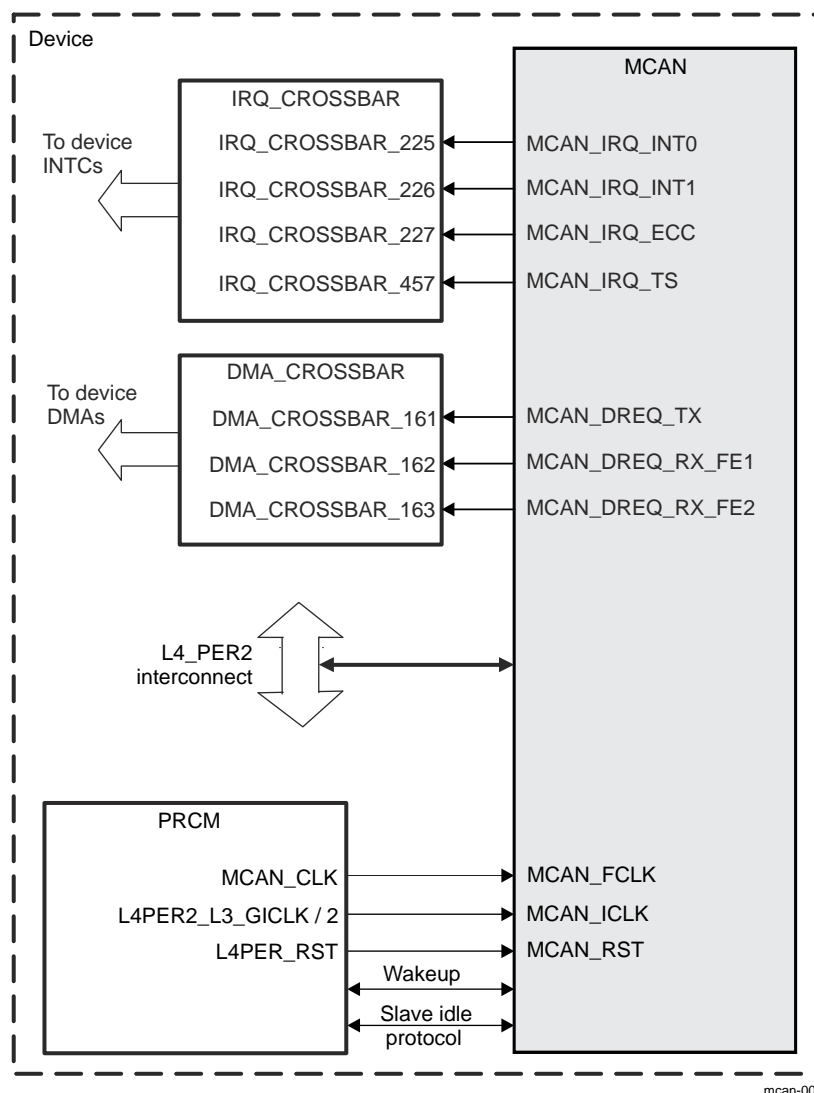 Device
MCAN
IRQ_CROSSBAR
To device
INTCs
IRQ_CROSSBAR_225
MCAN_IRQ_INT0
IRQ_CROSSBAR_226
MCAN_IRQ_INT1
IRQ_CROSSBAR_227
MCAN_IRQ_ECC
IRQ_CROSSBAR_457
MCAN_IRQ_TS
DMA_CROSSBAR
To device
DMAs
DMA_CROSSBAR_161
MCAN_DREQ_TX
DMA_CROSSBAR_162
MCAN_DREQ_RX_FE1
DMA_CROSSBAR_163
MCAN_DREQ_RX_FE2
L4_PER2
interconnect
PRCM
MCAN_CLK
MCAN_FCLK
L4PER2_L3_GICLK / 2
MCAN_ICLK
L4PER_RST
MCAN_RST
Wakeup
Slave idle
protocol
mcan-00